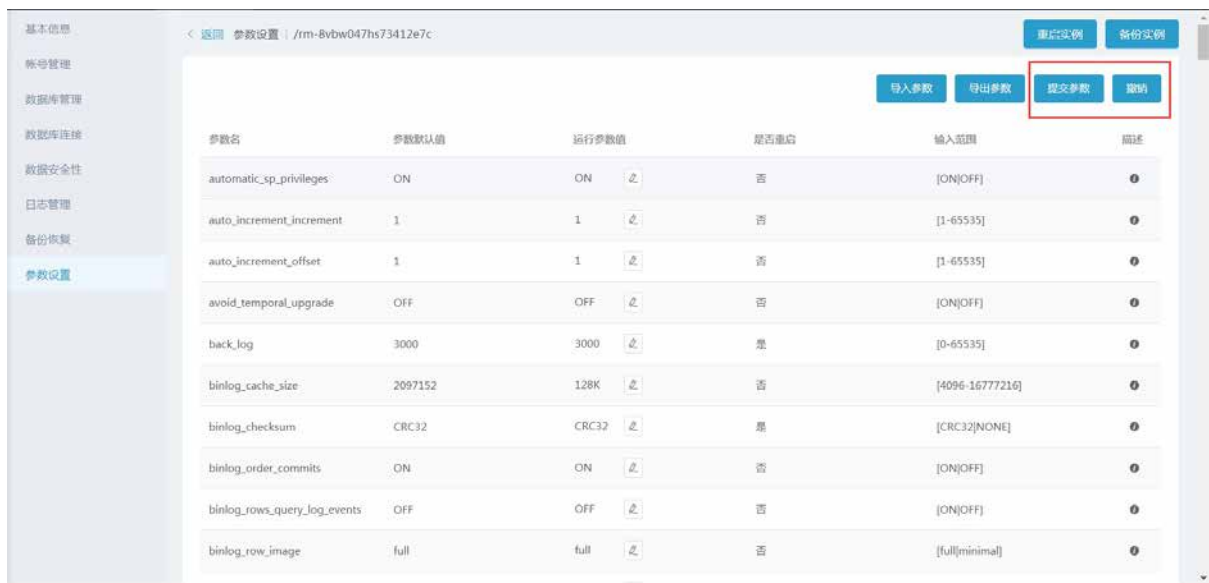 基本信息
帐号管理
数据库管理
数据库连接
数据安全性
日志管理
备份恢复
参数设置
< 返回 参数设置 | /rm-8vbw047hs73412e7c
重启实例 备份实例
导入参数 导出参数 提交参数 撤销
参数名 参数默认值 运行参数值 是否重启 输入范围 描述
automatic_sp_privileges ON ON 否 [ON|OFF]
auto_increment_increment 1 1 否 [1-65535]
auto_increment_offset 1 1 否 [1-65535]
avoid_temporal_upgrade OFF OFF 否 [ON|OFF]
back_log 3000 3000 是 [0-65535]
binlog_cache_size 2097152 128K 否 [4096-16777216]
binlog_checksum CRC32 CRC32 是 [CRC32|NONE]
binlog_order_commits ON ON 否 [ON|OFF]
binlog_rows_query_log_events OFF OFF 否 [ON|OFF]
binlog_row_image full full 否 [full|minimal]